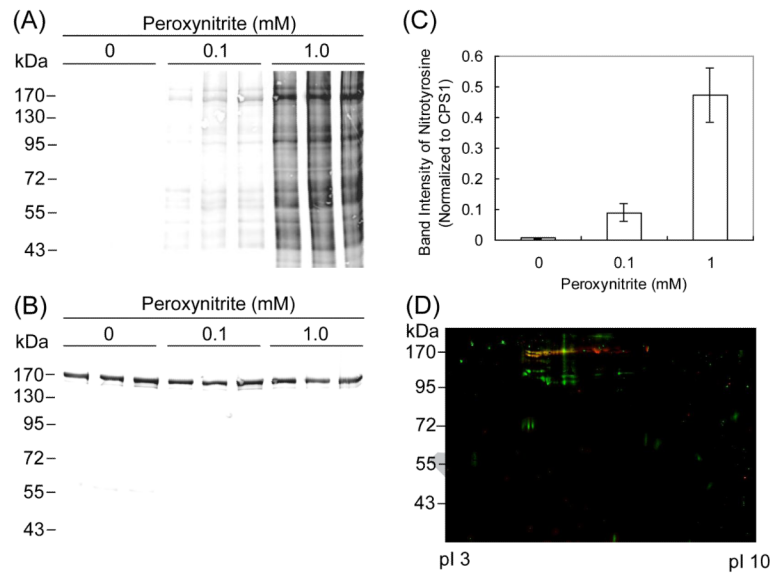 (A)
Peroxynitrite (mM)
0 0.1 1.0
kDa
170
130
95
72
55
43
(B)
Peroxynitrite (mM)
0 0.1 1.0
kDa
170
130
95
72
55
43
(C)
Band Intensity of Nitrotyrosine
(Normalized to CPS1)
0.6
0.5
0.4
0.3
0.2
0.1
0
0 0.1 1
Peroxynitrite (mM)
(D)
kDa
170
95
72
55
43
pI 3 pI 10